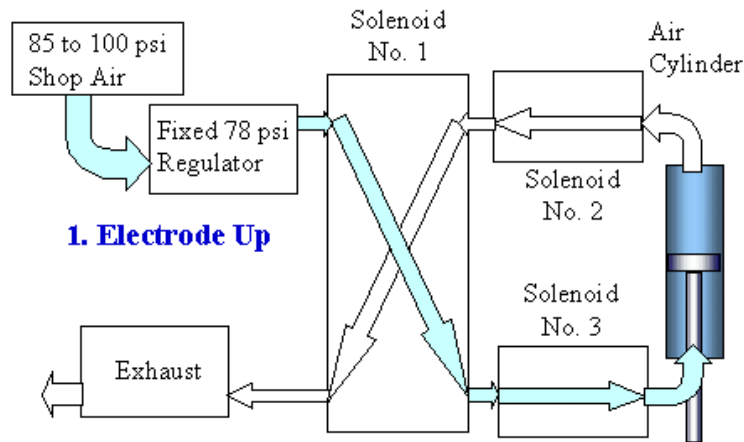 85 to 100 psi
Shop Air
Fixed 78 psi
Regulator
1. Electrode Up
Exhaust
Solenoid
No. 1
Solenoid
No. 2
Solenoid
No. 3
Air
Cylinder